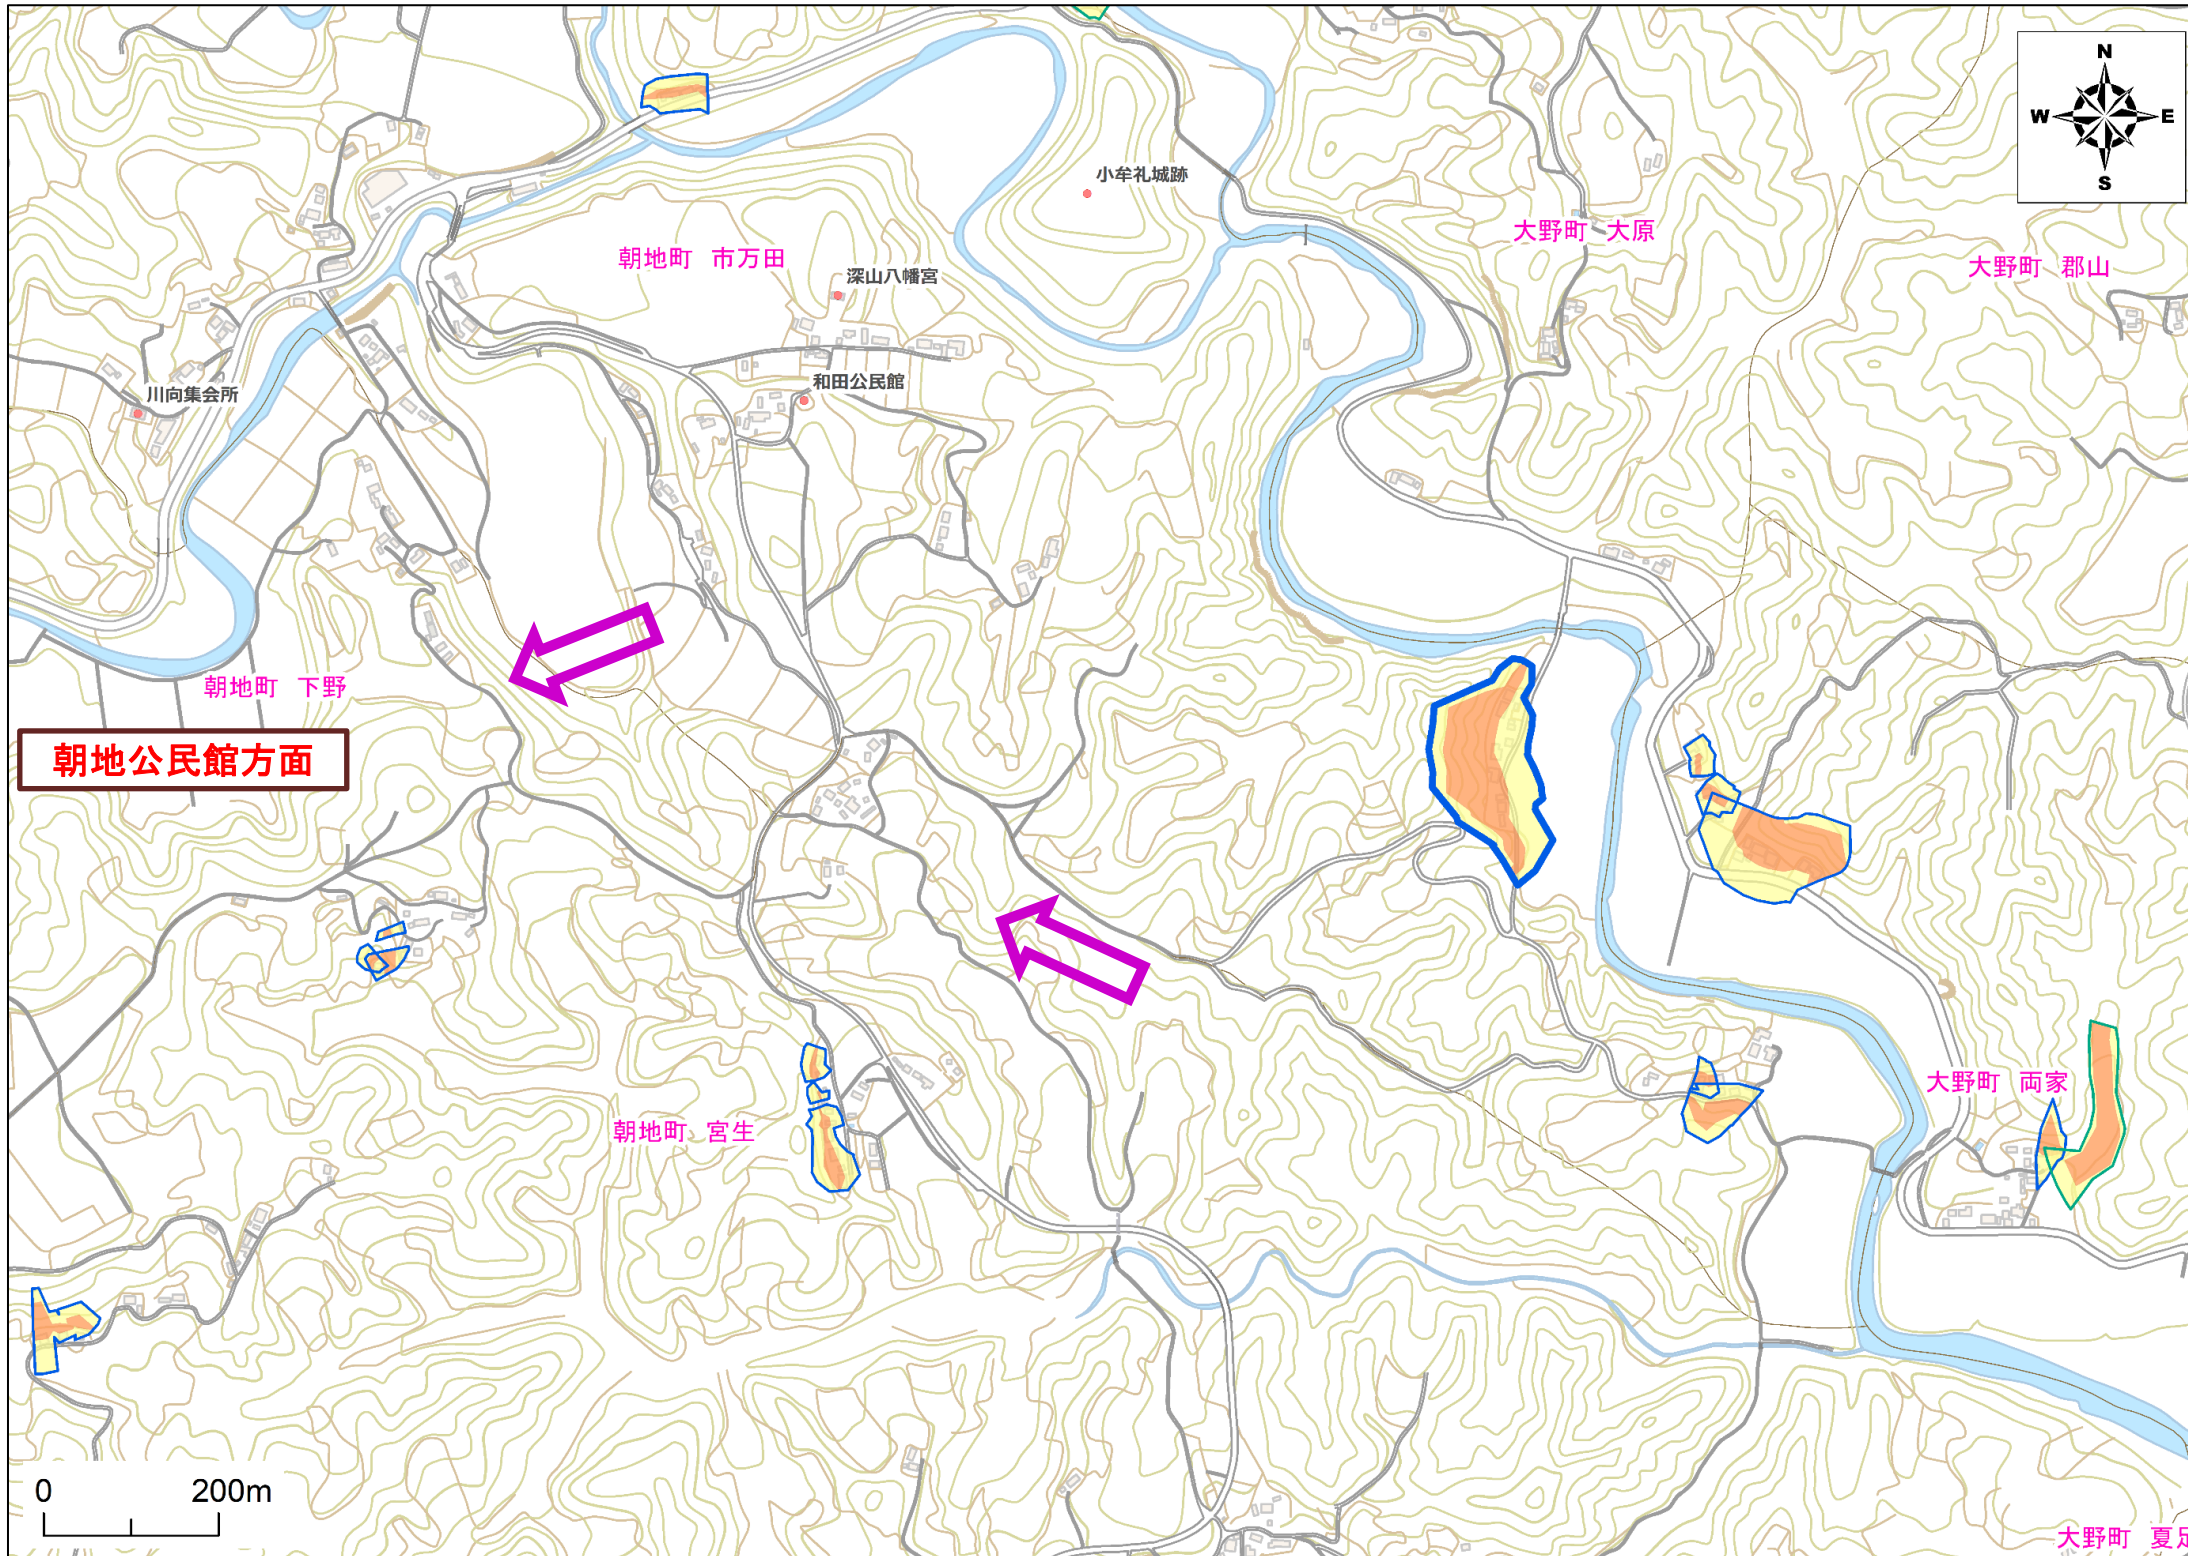 N
W E
S
小牟礼城跡
大野町 大原
朝地町 市万田
大野町 郡山
深山八幡宮
和田公民館
川向集会所
朝地町 下野
朝地公民館方面
大野町 両家
朝地町 宮生
0 200m
大野町 夏足